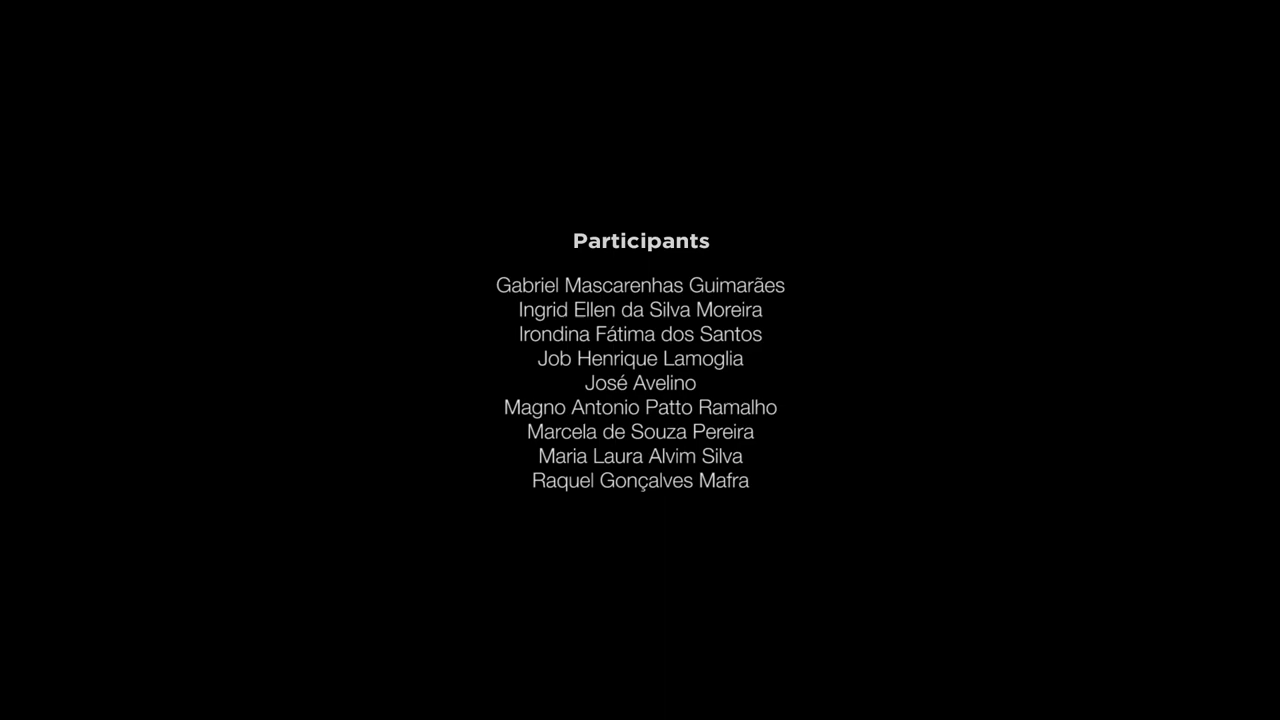 Participants
Gabriel Mascarenhas Guimarães
Ingrid Ellen da Silva Moreira
Irondina Fátima dos Santos
Job Henrique Lamoglia
José Avelino
Magno Antonio Patto Ramalho
Marcela de Souza Pereira
Maria Laura Alvim Silva
Raquel Gonçalves Mafra